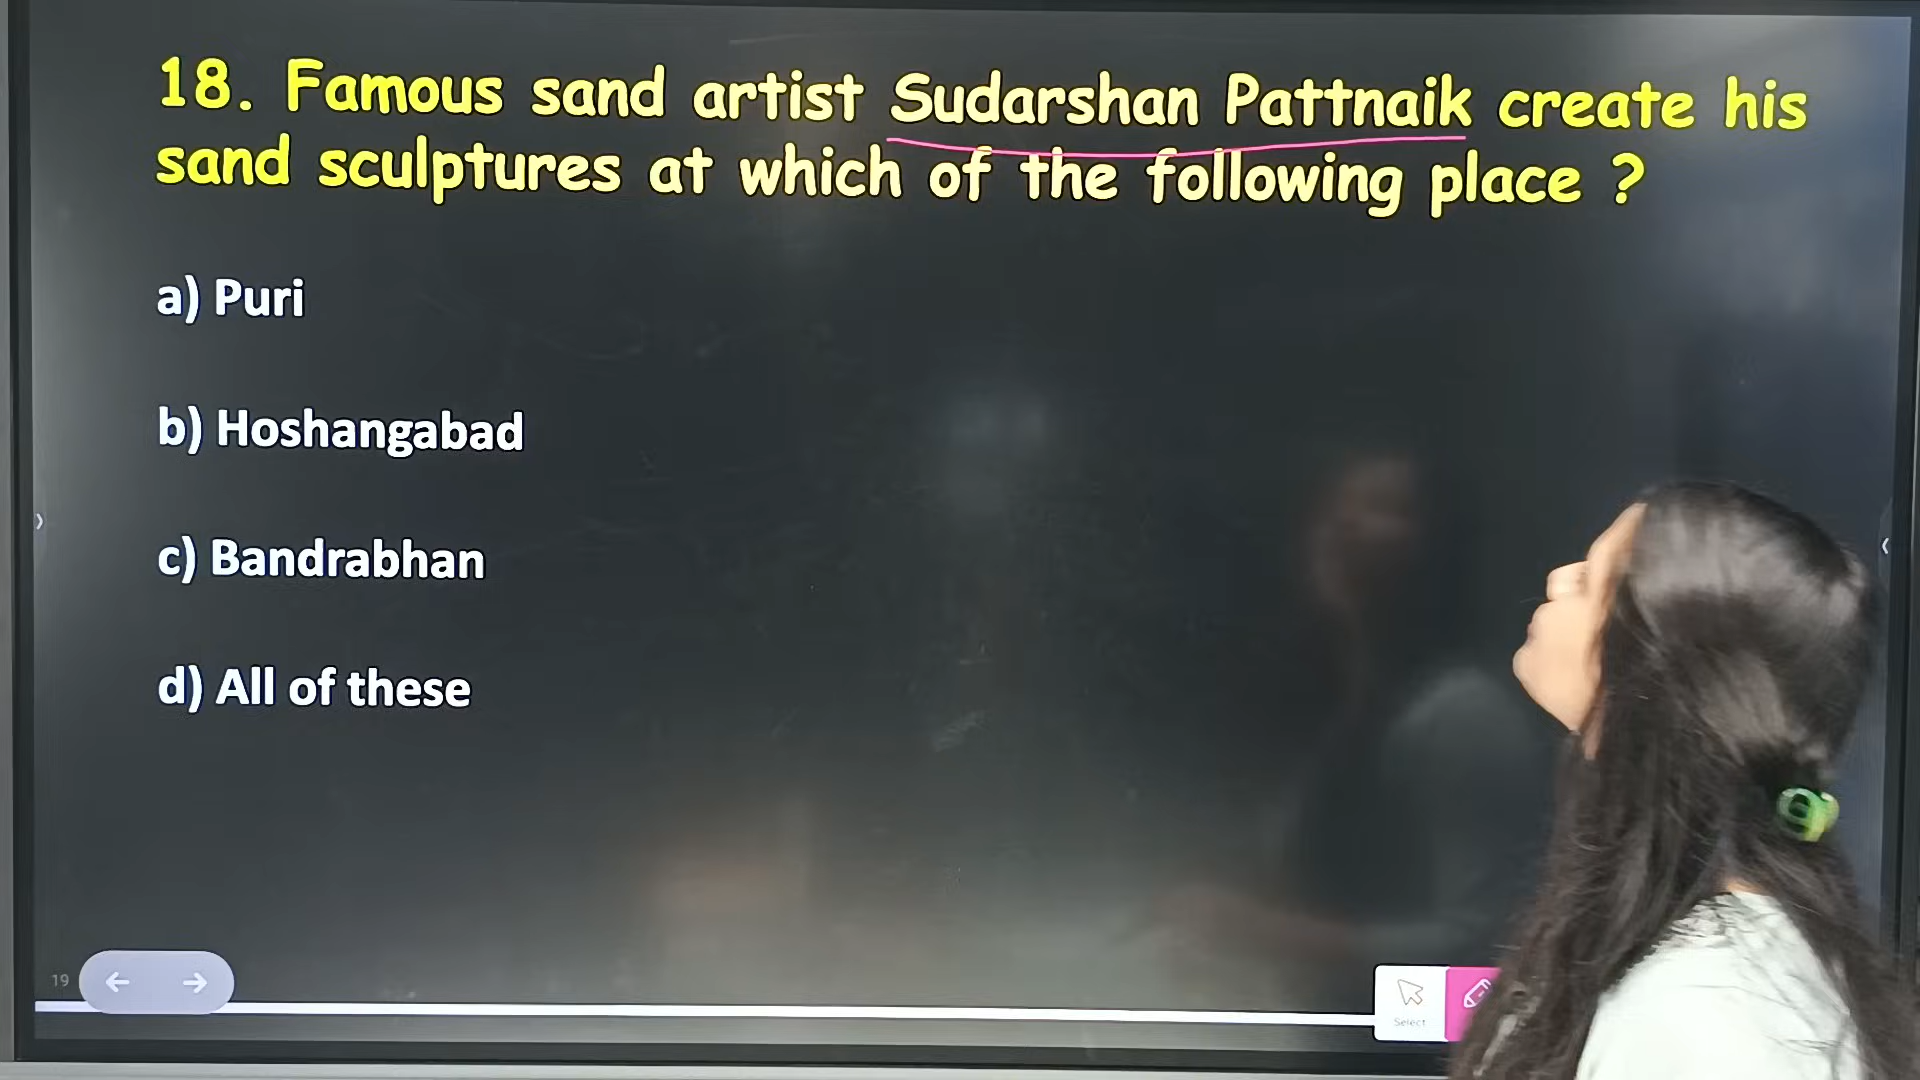 18. Famous sand artist Sudarshan Pattnaik create his
sand sculptures at which of the following place ?
a) Puri
b) Hoshangabad
c) Bandrabhan
d) All of these
19
Select